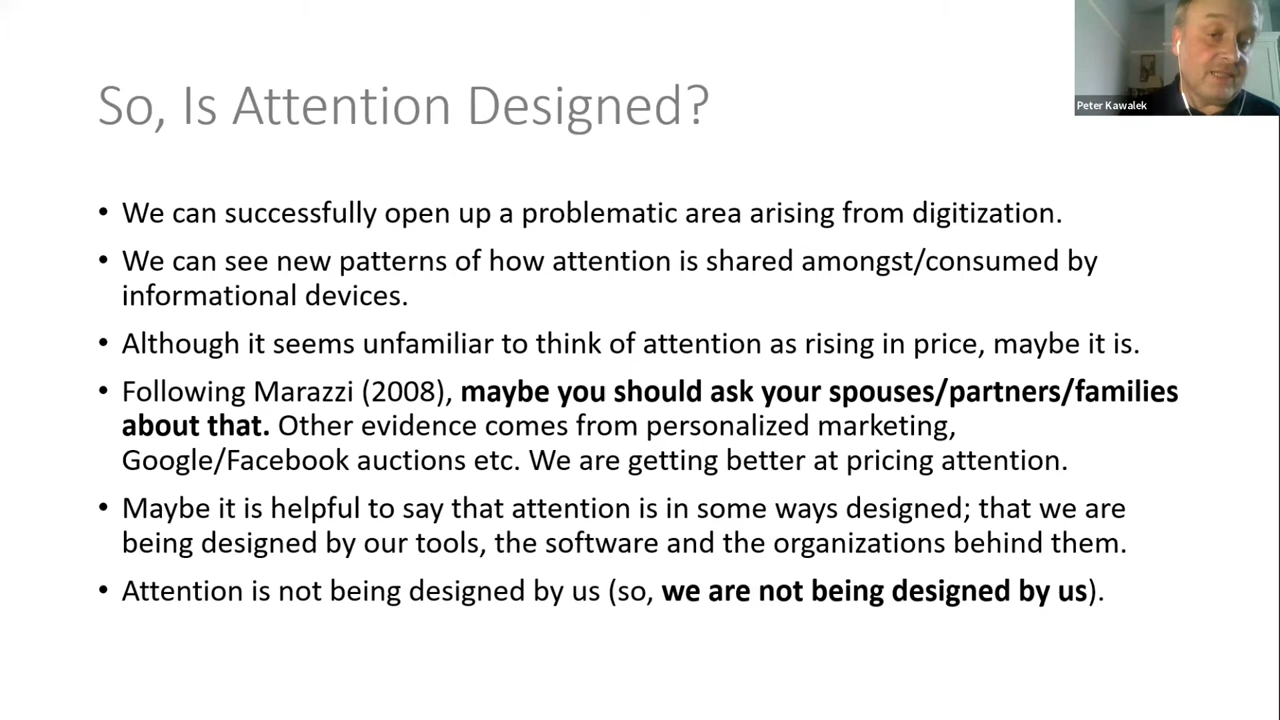 Peter Kawalek
So, Is Attention Designed?
• We can successfully open up a problematic area arising from digitization.
• We can see new patterns of how attention is shared amongst/consumed by
informational devices.
• Although it seems unfamiliar to think of attention as rising in price, maybe it is.
• Following Marazzi (2008), maybe you should ask your spouses/partners/families
about that. Other evidence comes from personalized marketing,
Google/Facebook auctions etc. We are getting better at pricing attention.
• Maybe it is helpful to say that attention is in some ways designed; that we are
being designed by our tools, the software and the organizations behind them.
• Attention is not being designed by us (so, we are not being designed by us).